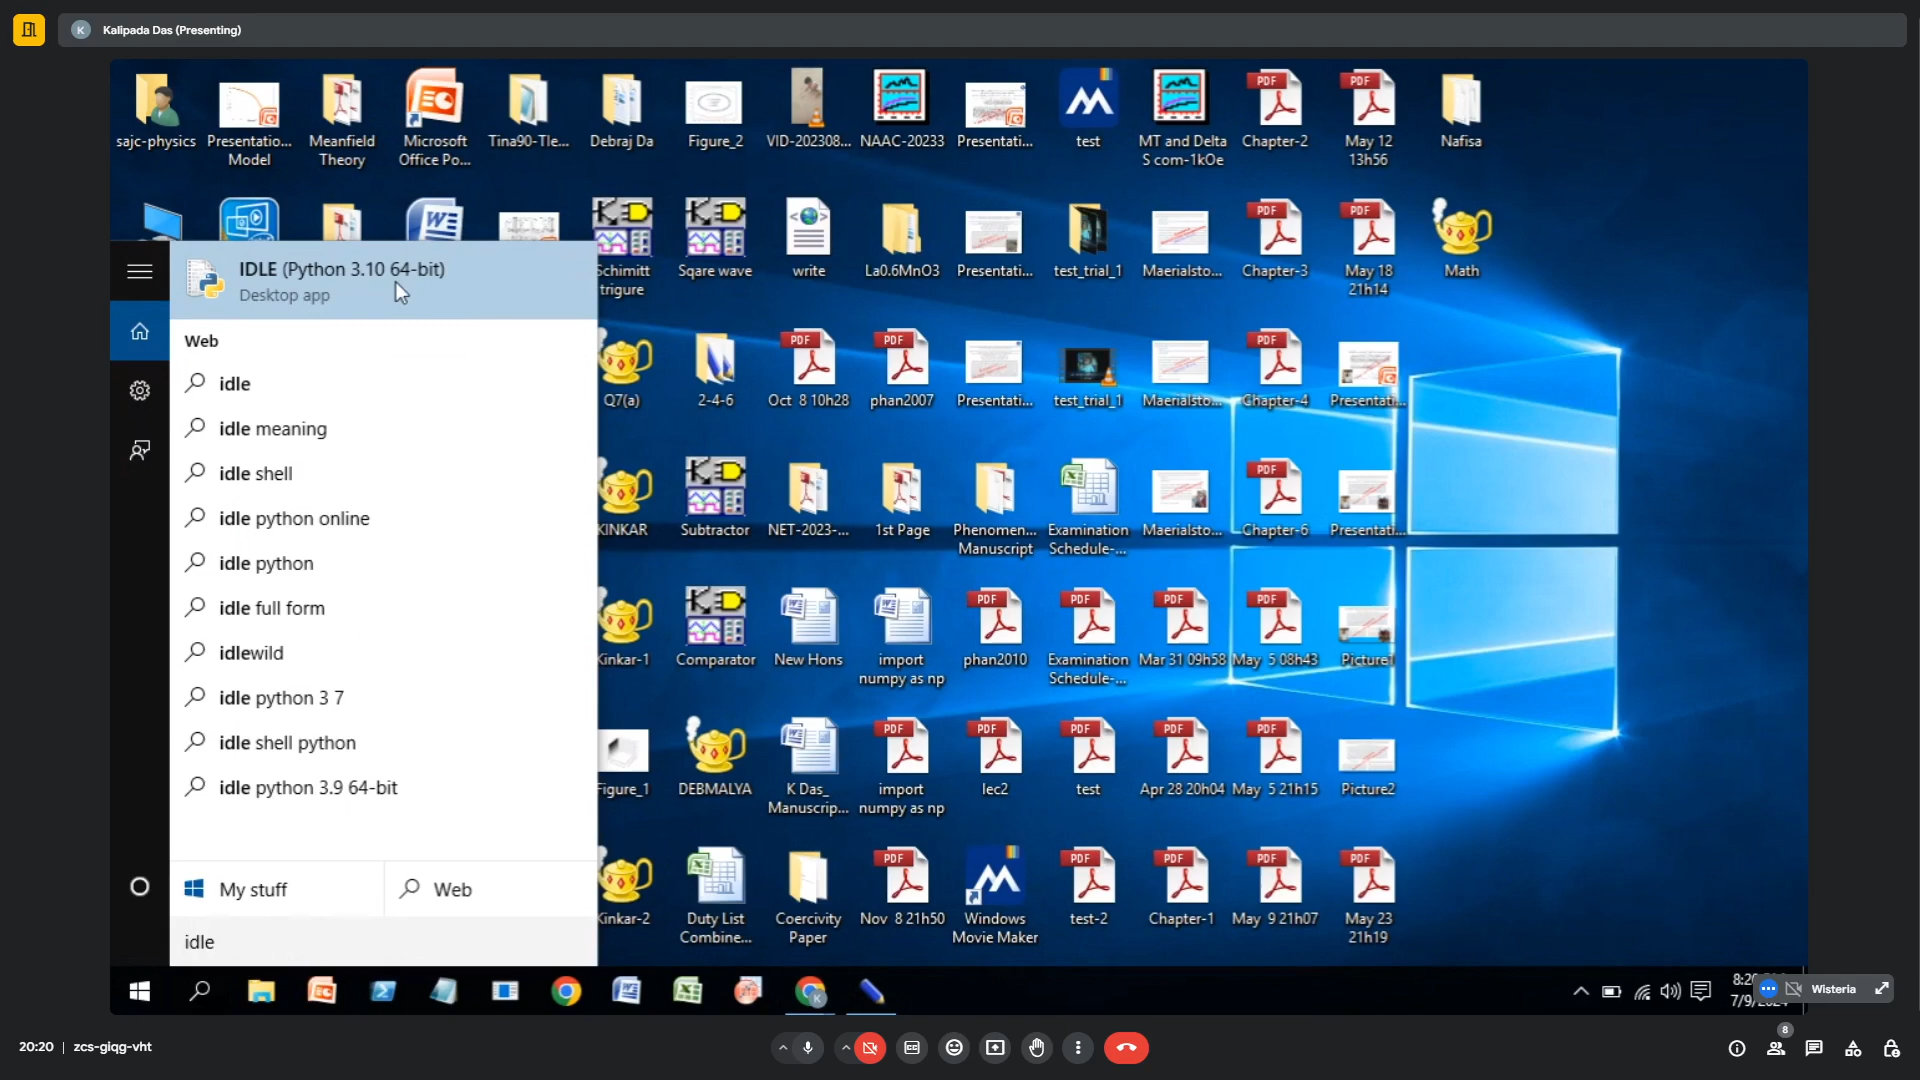 Kalipada Das (Presenting)
sajc-physics
Presentatio...
Model
Meanfield
Theory
Microsoft
Office Po...
Tina90-Tle...
Debraj Da
Figure_2
VID-202308...
NAAC-20233
Presentati...
test
MT and Delta
S com-1kOe
Chapter-2
May 12
13h56
Nafisa
Schimitt
trigure
Sqare wave
write
La0.6MnO3
Presentati...
test_trial_1
Maerialsto...
Chapter-3
May 18
21h14
Math
IDLE (Python 3.10 64-bit)
Desktop app
Web
idle
idle meaning
idle shell
idle python online
idle python
idle full form
idlewild
idle python 3 7
idle shell python
idle python 3.9 64-bit
My stuff
Web
idle
Q7(a)
2-4-6
Oct 8 10h28
phan2007
Presentati...
test_trial_1
Maerialsto...
Chapter-4
Presentati...
KINKAR
Subtractor
NET-2023-...
1st Page
Phenomen...
Manuscript
Examination
Schedule-...
Maerialsto...
Chapter-6
Presentati...
Kinkar-1
Comparator
New Hons
import
numpy as np
phan2010
Examination
Schedule-...
Mar 31 09h58
May 5 08h43
Picture1
Figure_1
DEBMALYA
K Das_
Manuscrip...
import
numpy as np
lec2
test
Apr 28 20h04
May 5 21h15
Picture2
Kinkar-2
Duty List
Combine...
Coercivity
Paper
Nov 8 21h50
Windows
Movie Maker
test-2
Chapter-1
May 9 21h07
May 23
21h19
Wisteria
20:20 | zcs-giqg-vht
8